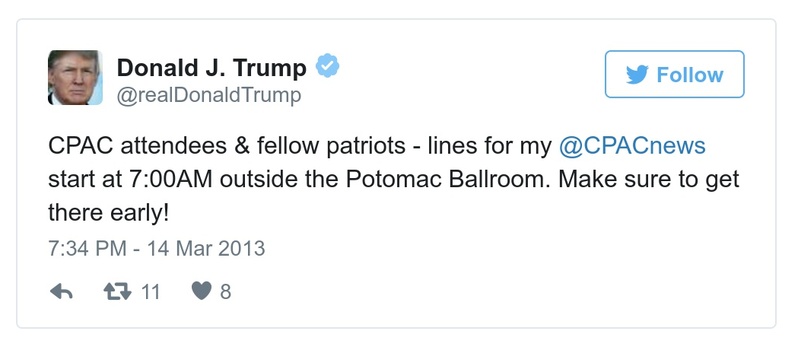 Donald J. Trump
@realDonaldTrump
Follow
CPAC attendees & fellow patriots - lines for my @CPACnews
start at 7:00AM outside the Potomac Ballroom. Make sure to get
there early!
7:34 PM - 14 Mar 2013
11 8